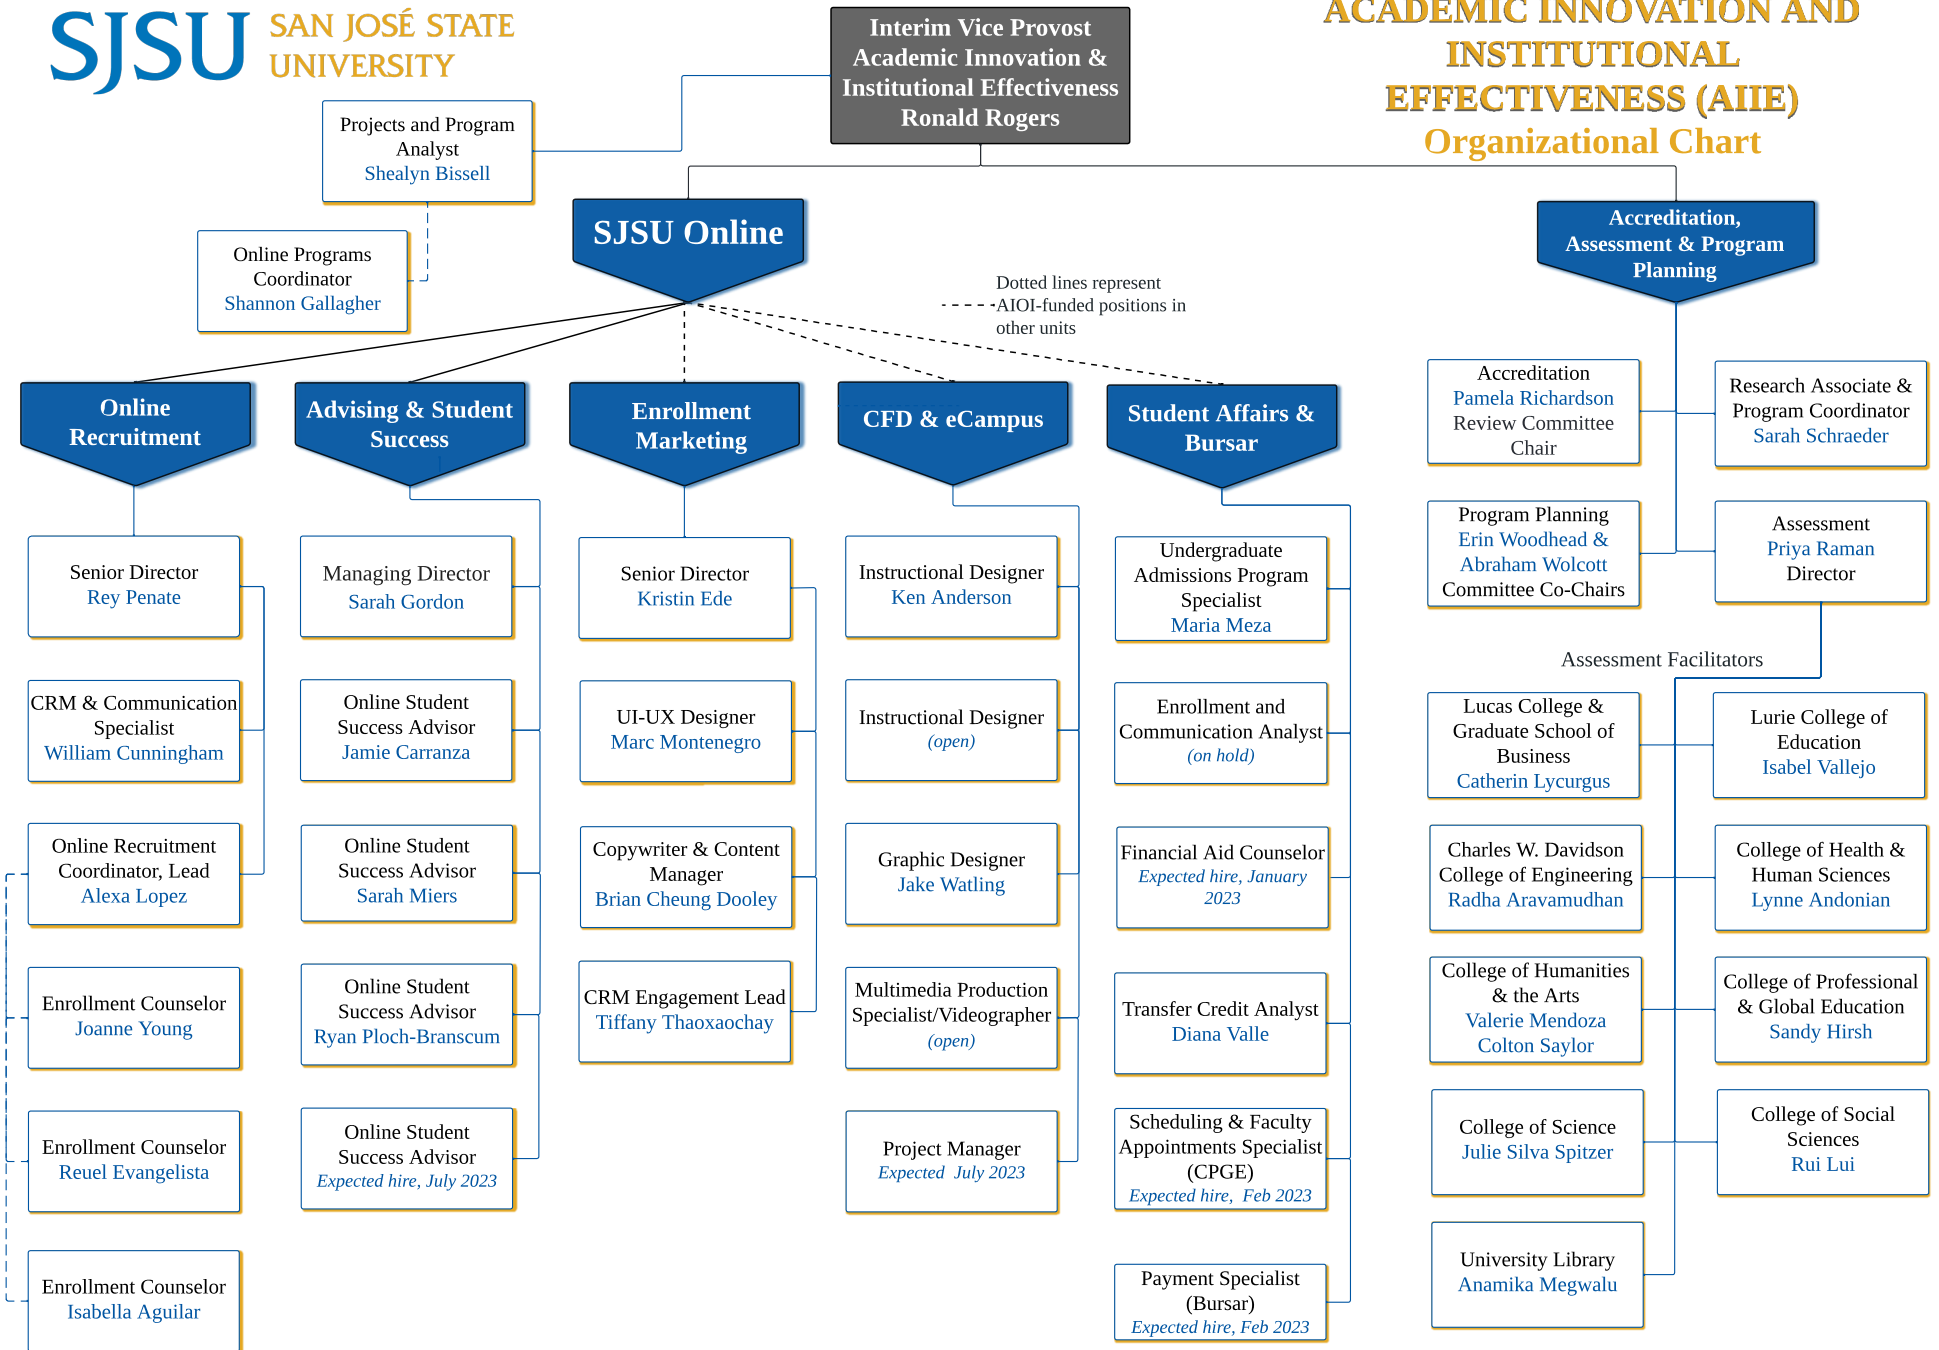 SJSU
SAN JOSÉ STATE
UNIVERSITY
Interim Vice Provost
Academic Innovation &
Institutional Effectiveness
Ronald Rogers
ACADEMIC INNOVATION AND
INSTITUTIONAL
EFFECTIVENESS (AIIE)
Organizational Chart
Projects and Program
Analyst
Shealyn Bissell
Online Programs
Coordinator
Shannon Gallagher
SJSU Online
Dotted lines represent
AIOI-funded positions in
other units
Accreditation,
Assessment & Program
Planning
Online
Recruitment
Senior Director
Rey Penate
CRM & Communication
Specialist
William Cunningham
Online Recruitment
Coordinator, Lead
Alexa Lopez
Enrollment Counselor
Joanne Young
Enrollment Counselor
Reuel Evangelista
Enrollment Counselor
Isabella Aguilar
Advising & Student
Success
Managing Director
Sarah Gordon
Online Student
Success Advisor
Jamie Carranza
Online Student
Success Advisor
Sarah Miers
Online Student
Success Advisor
Ryan Ploch-Branscum
Online Student
Success Advisor
Expected hire, July 2023
Enrollment
Marketing
Senior Director
Kristin Ede
UI-UX Designer
Marc Montenegro
Copywriter & Content
Manager
Brian Cheung Dooley
CRM Engagement Lead
Tiffany Thaoxaochay
CFD & eCampus
Instructional Designer
Ken Anderson
Instructional Designer
(open)
Graphic Designer
Jake Watling
Multimedia Production
Specialist/Videographer
(open)
Project Manager
Expected July 2023
Student Affairs &
Bursar
Undergraduate
Admissions Program
Specialist
Maria Meza
Enrollment and
Communication Analyst
(on hold)
Financial Aid Counselor
Expected hire, January
2023
Transfer Credit Analyst
Diana Valle
Scheduling & Faculty
Appointments Specialist
(CPGE)
Expected hire, Feb 2023
Payment Specialist
(Bursar)
Expected hire, Feb 2023
Accreditation
Pamela Richardson
Review Committee
Chair
Research Associate &
Program Coordinator
Sarah Schraeder
Program Planning
Erin Woodhead &
Abraham Wolcott
Committee Co-Chairs
Assessment
Priya Raman
Director
Assessment Facilitators
Lucas College &
Graduate School of
Business
Catherin Lycurgus
Lurie College of
Education
Isabel Vallejo
Charles W. Davidson
College of Engineering
Radha Aravamudhan
College of Health &
Human Sciences
Lynne Andonian
College of Humanities
& the Arts
Valerie Mendoza
Colton Saylor
College of Professional
& Global Education
Sandy Hirsh
College of Science
Julie Silva Spitzer
College of Social
Sciences
Rui Lui
University Library
Anamika Megwalu